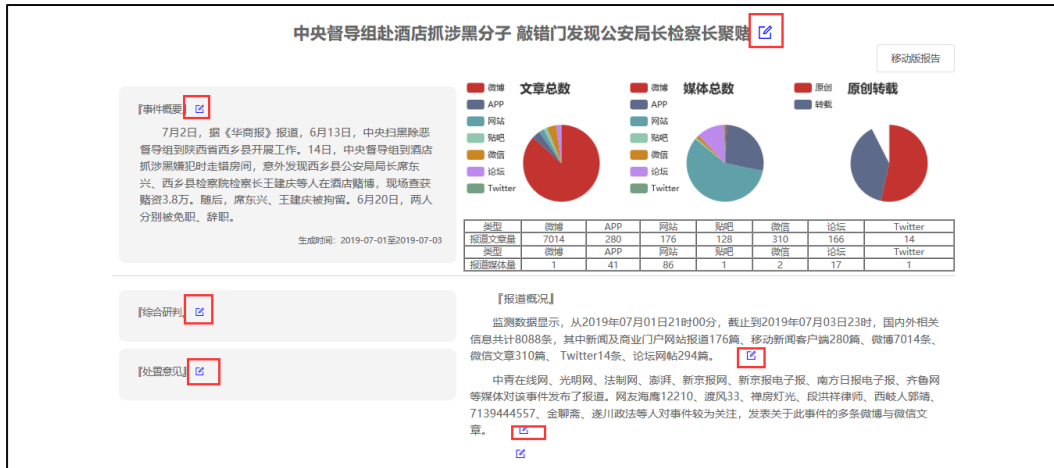 中央督导组赴酒店抓涉黑分子 敲错门发现公安局长检察长聚赌
移动版报告
『事件概要』
7月2日，据《华商报》报道，6月13日，中央扫黑除恶
督导组到陕西省西乡县开展工作。14日，中央督导组到酒店
抓涉黑嫌犯时走错房间，意外发现西乡县公安局局长席东
兴、西乡县检察院检察长王建庆等人在酒店赌博，现场查获
赌资3.8万。随后，席东兴、王建庆被拘留。6月20日，两人
分别被免职、辞职。
生成时间：2019-07-01至2019-07-03
微博
APP
网站
贴吧
微信
论坛
Twitter
文章总数
微博
APP
网站
贴吧
微信
论坛
Twitter
媒体总数
原创
转载
原创转载
类型 微博 APP 网站 贴吧 微信 论坛 Twitter
报道文章量 7014 280 176 128 310 166 14
类型 微博 APP 网站 贴吧 微信 论坛 Twitter
报道媒体量 1 41 86 1 2 17 1
『综合研判』
『处置意见』
『报道概况』
监测数据显示，从2019年07月01日21时00分，截止到2019年07月03日23时，国内外相关
信息共计8088条，其中新闻及商业门户网站报道176篇、移动新闻客户端280篇、微博7014条、
微信文章310篇、 Twitter14条、论坛网帖294篇。
中青在线网、光明网、法制网、澎湃、新京报网、新京报电子报、南方日报电子报、齐鲁网
等媒体对该事件发布了报道。网友海鹰12210、渡风33、禅房灯光、段洪祥律师、西岐人郭靖、
7139444557、金聊斋、遂川政法等人对事件较为关注，发表关于此事件的多条微博与微信文
章。